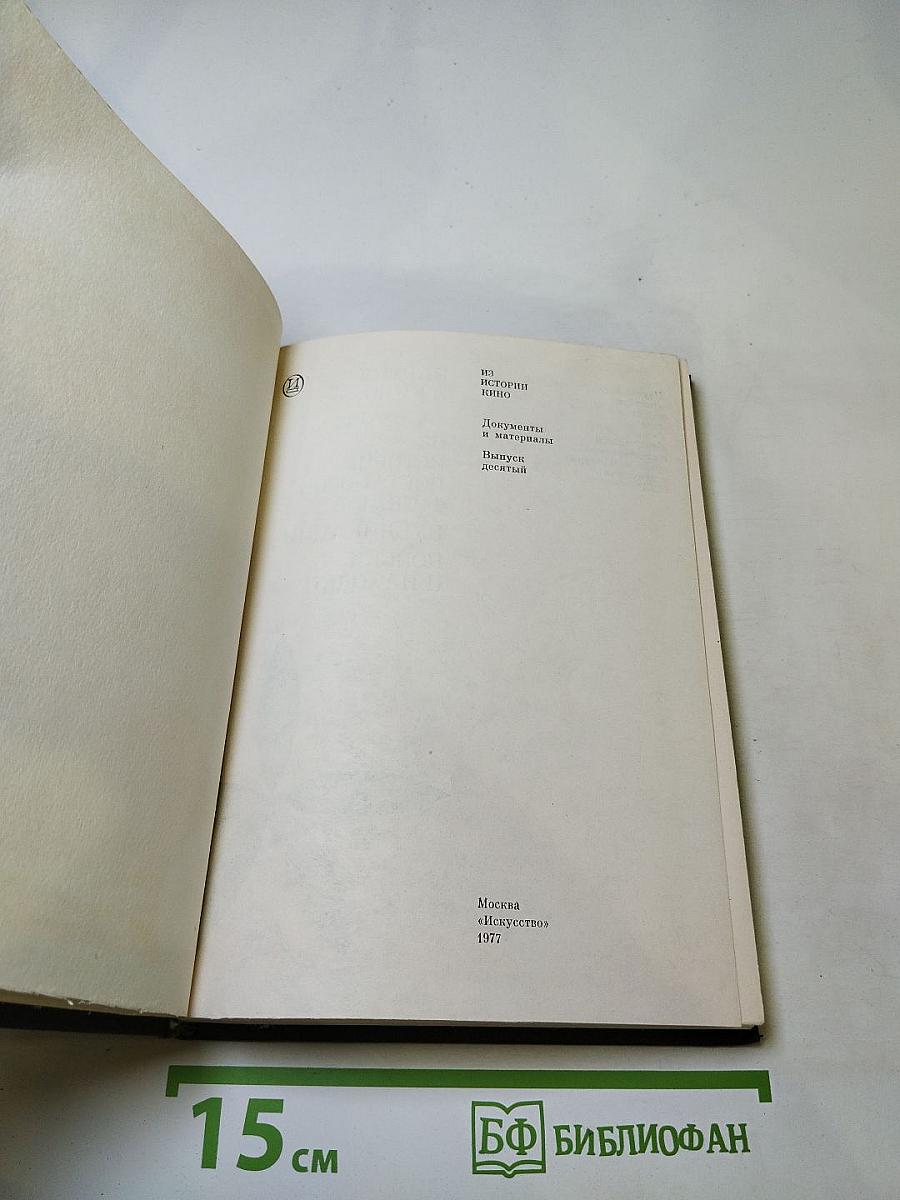 И
ИЗ
ИСТОРИИ
КИНО
Документы
и материалы
Выпуск
десятый
Москва
«Искусство»
1977
15 см
БФ БИБЛИОФАН